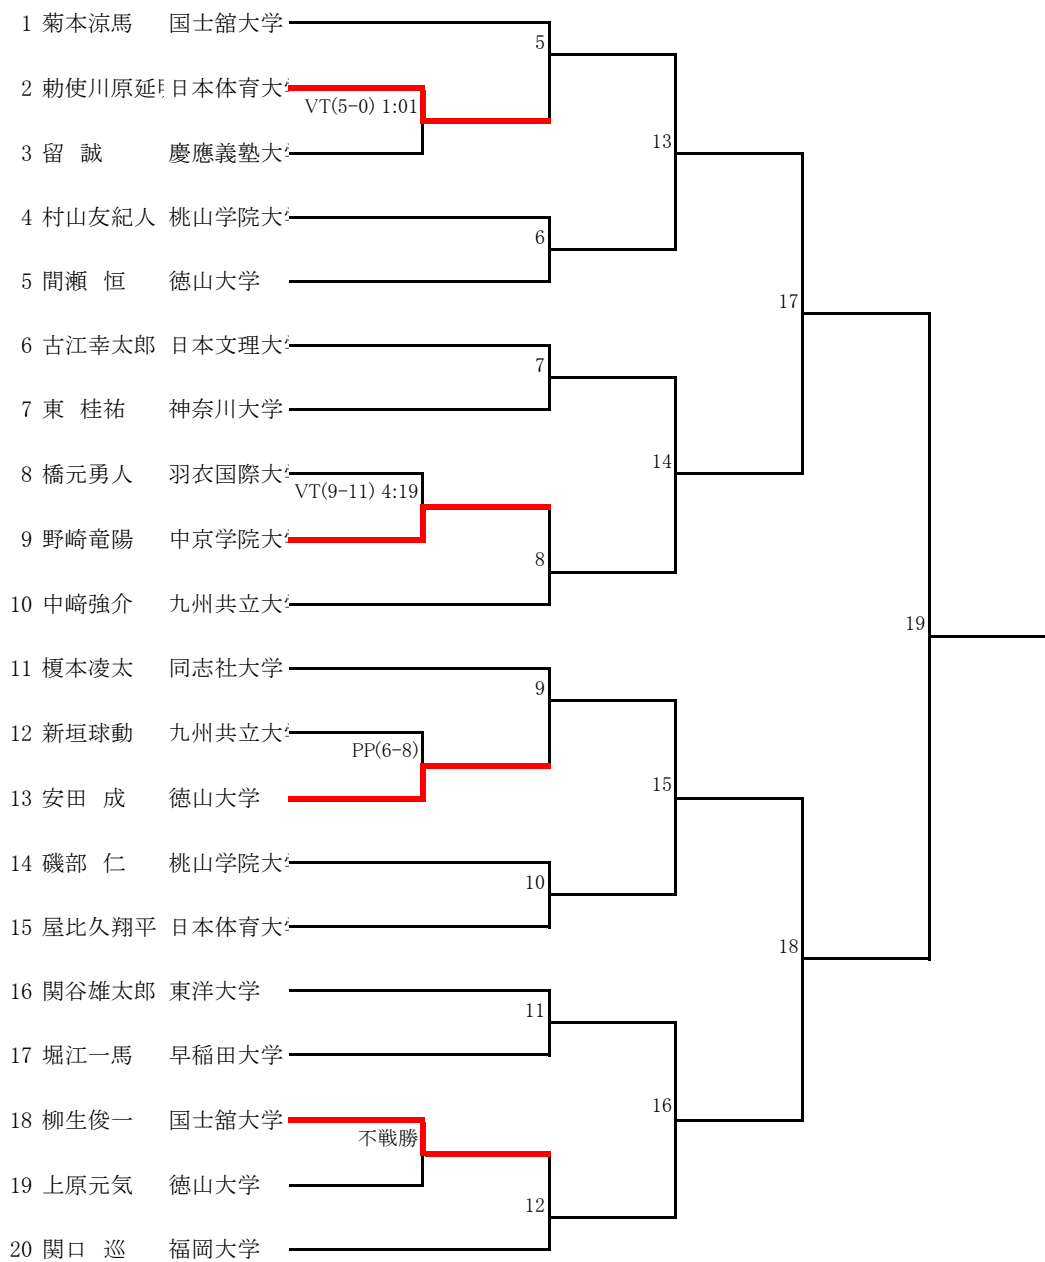 1 菊本涼馬 国士舘大学
5
2 勅使川原延 日本体育大
VT(5-0) 1:01
13
3 留 誠 慶應義塾大
4 村山友紀人 桃山学院大
6
5 間瀬 恒 徳山大学
17
6 古江幸太郎 日本文理大
7
7 東 桂祐 神奈川大学
14
8 橋元勇人 羽衣国際大
VT(9-11) 4:19
9 野崎竜陽 中京学院大
8
10 中﨑強介 九州共立大
19
11 榎本凌太 同志社大学
9
12 新垣球動 九州共立大
PP(6-8)
15
13 安田 成 徳山大学
14 磯部 仁 桃山学院大
10
15 屋比久翔平 日本体育大
18
16 関谷雄太郎 東洋大学
11
17 堀江一馬 早稲田大学
16
18 柳生俊一 国士舘大学
不戦勝
19 上原元気 徳山大学
12
20 関口 巡 福岡大学